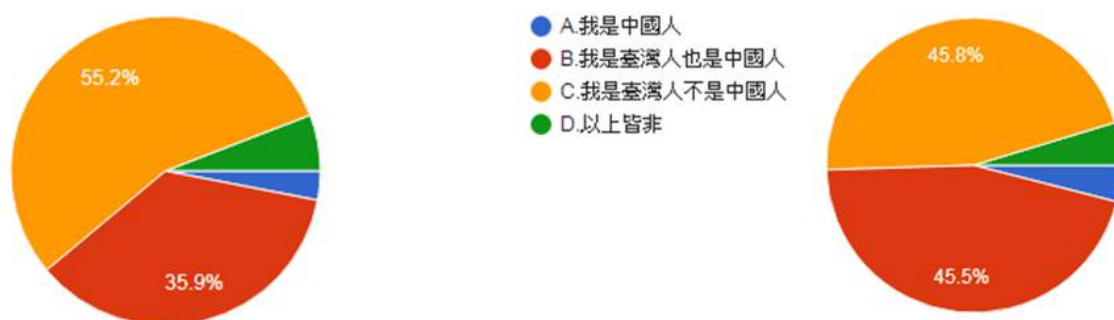 55.2%
35.9%
A.我是中國人
B.我是臺灣人也是中國人
C.我是臺灣人不是中國人
D.以上皆非
45.8%
45.5%